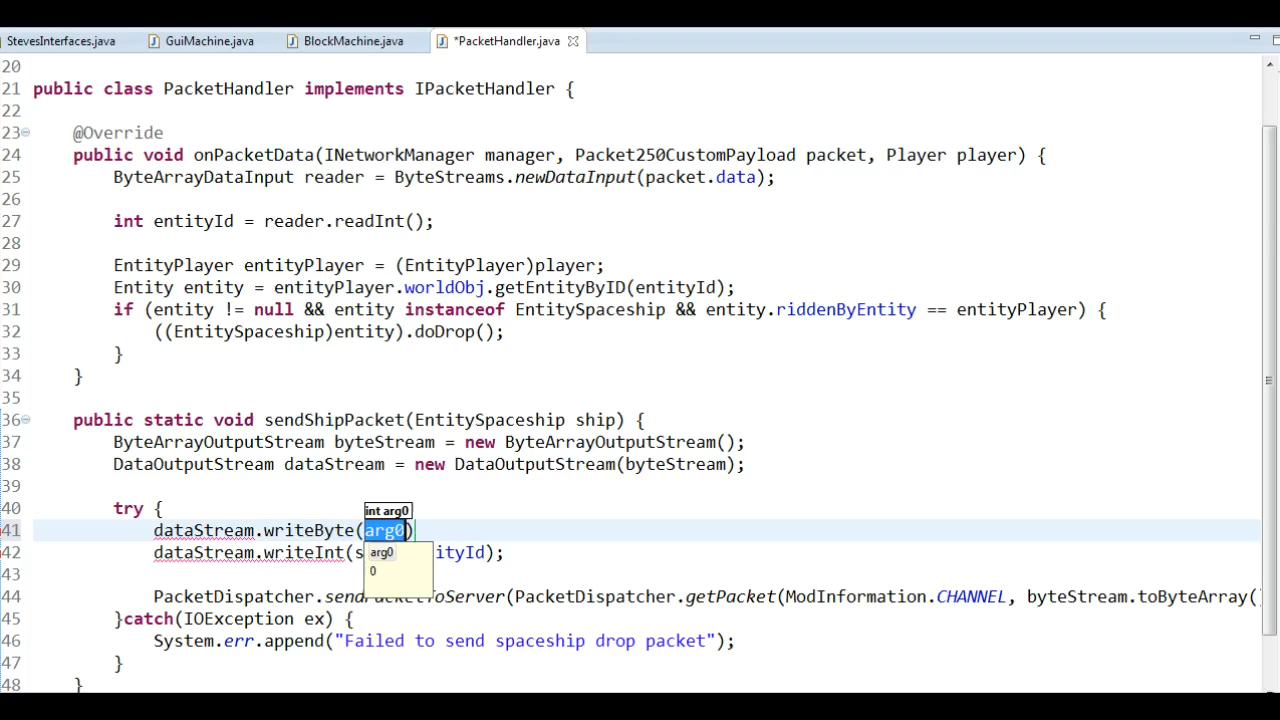 StevesInterfaces.java GuiMachine.java BlockMachine.java *PacketHandler.java
20
21 public class PacketHandler implements IPacketHandler {
22
23 @Override
24 public void onPacketData(INetworkManager manager, Packet250CustomPayload packet, Player player) {
25 ByteArrayDataInput reader = ByteStreams.newDataInput(packet.data);
26
27 int entityId = reader.readInt();
28
29 EntityPlayer entityPlayer = (EntityPlayer)player;
30 Entity entity = entityPlayer.worldObj.getEntityByID(entityId);
31 if (entity != null && entity instanceof EntitySpaceship && entity.riddenByEntity == entityPlayer) {
32 ((EntitySpaceship)entity).doDrop();
33 }
34 }
35
36 public static void sendShipPacket(EntitySpaceship ship) {
37 ByteArrayOutputStream byteStream = new ByteArrayOutputStream();
38 DataOutputStream dataStream = new DataOutputStream(byteStream);
39
40 try {
int arg0
41 dataStream.writeByte(arg0)
42 dataStream.writeInt(s ityId);
arg0
0
43
44 PacketDispatcher.sendPacketToServer(PacketDispatcher.getPacket(ModInformation.CHANNEL, byteStream.toByteArray()
45 }catch(IOException ex) {
46 System.err.append("Failed to send spaceship drop packet");
47 }
48 }